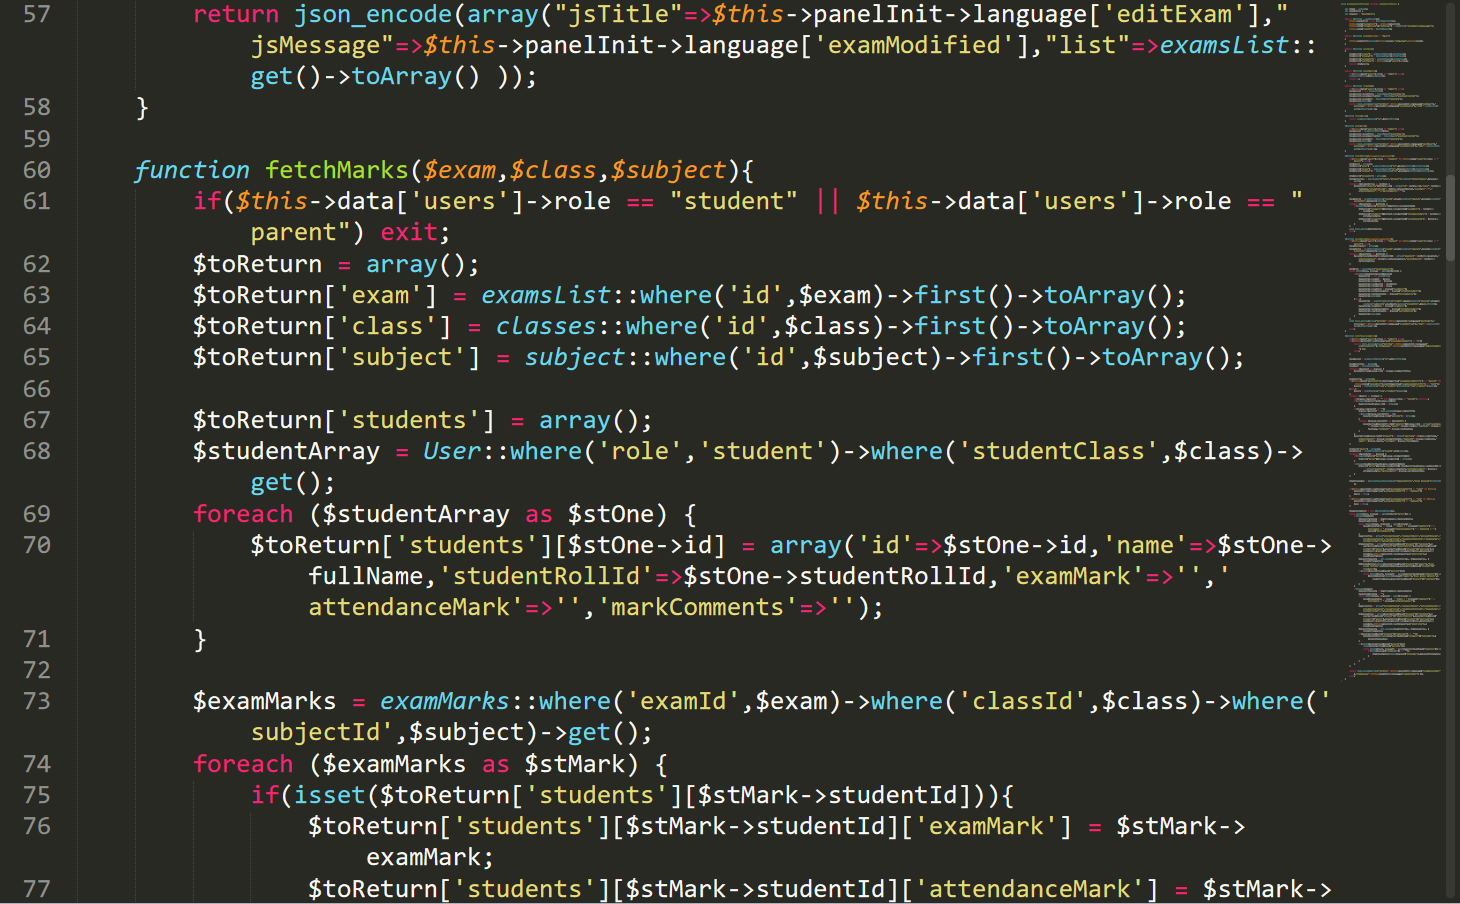 57 return json_encode(array("jsTitle"=>$this->panelInit->language['editExam'],"
jsMessage"=>$this->panelInit->language['examModified'],"list"=>examsList::
get()->toArray() ));
58 }
59
60 function fetchMarks($exam,$class,$subject){
61 if($this->data['users']->role == "student" || $this->data['users']->role == "
parent") exit;
62 $toReturn = array();
63 $toReturn['exam'] = examsList::where('id',$exam)->first()->toArray();
64 $toReturn['class'] = classes::where('id',$class)->first()->toArray();
65 $toReturn['subject'] = subject::where('id',$subject)->first()->toArray();
66
67 $toReturn['students'] = array();
68 $studentArray = User::where('role','student')->where('studentClass',$class)->
get();
69 foreach ($studentArray as $stOne) {
70 $toReturn['students'][$stOne->id] = array('id'=>$stOne->id,'name'=>$stOne->
fullName,'studentRollId'=>$stOne->studentRollId,'examMark'=>'','
attendanceMark'=>'','markComments'=>'');
71 }
72
73 $examMarks = examMarks::where('examId',$exam)->where('classId',$class)->where('
subjectId',$subject)->get();
74 foreach ($examMarks as $stMark) {
75 if(isset($toReturn['students'][$stMark->studentId])){
76 $toReturn['students'][$stMark->studentId]['examMark'] = $stMark->
examMark;
77 $toReturn['students'][$stMark->studentId]['attendanceMark'] = $stMark->